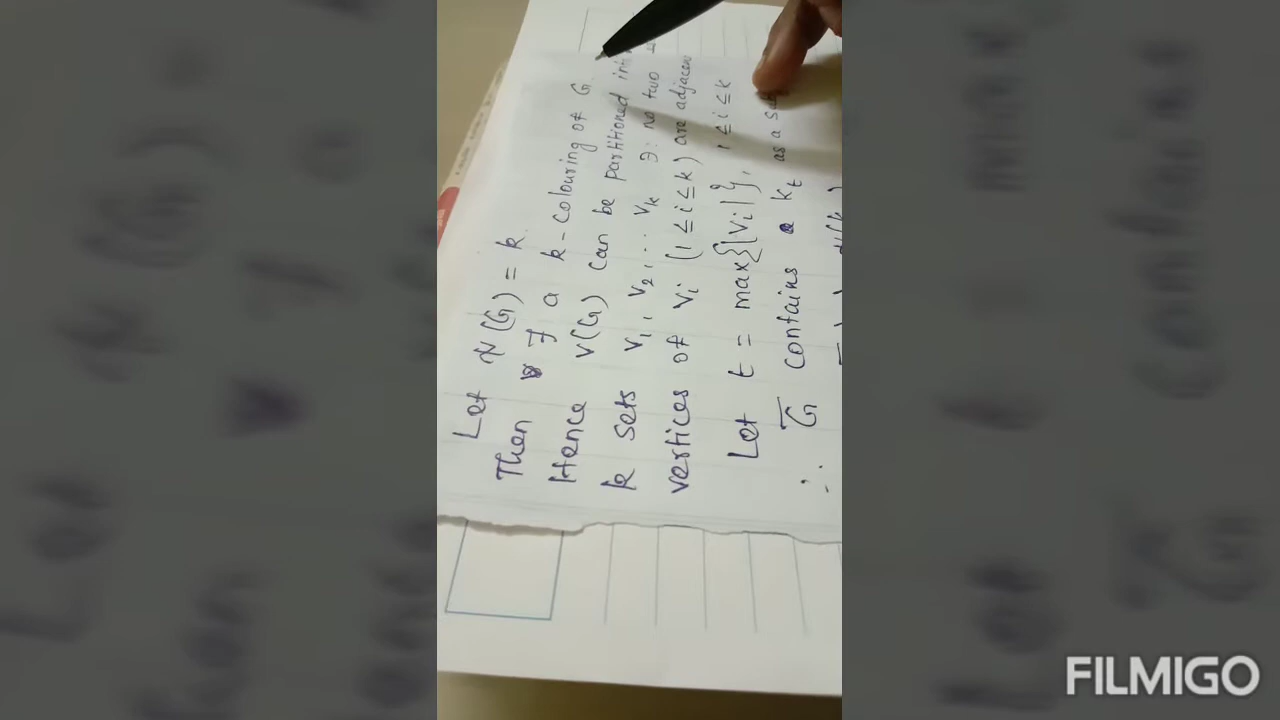 Let χ(G) = k
Then ∃ a k-colouring of G.
Hence V(G) can be partitioned
k sets V1, V2, ... Vk ∋: no two
vertices of Vi (1 ≤ i ≤ k) are adjacent
Let t = max{|Vi|}, 1 ≤ i ≤ k
∴ G̅ contains a Kt as a
FILMIGO